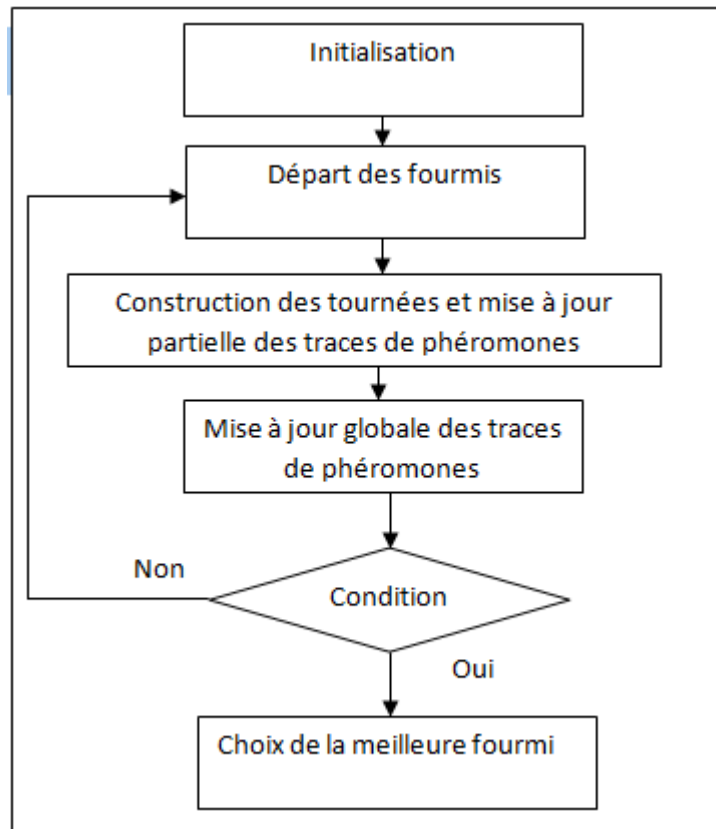 Initialisation
Départ des fourmis
Construction des tournées et mise à jour
partielle des traces de phéromones
Mise à jour globale des traces
de phéromones
Non
Condition
Oui
Choix de la meilleure fourmi